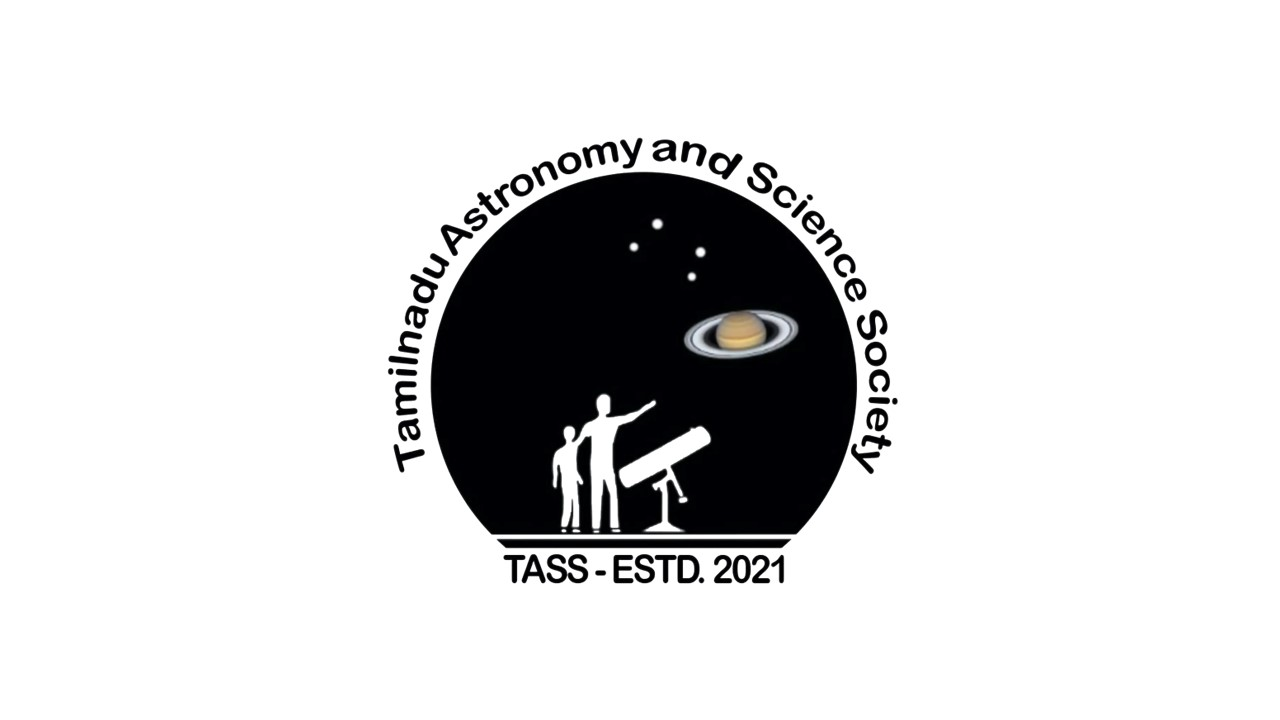 Tamilnadu Astronomy and Science Society
TASS - ESTD. 2021